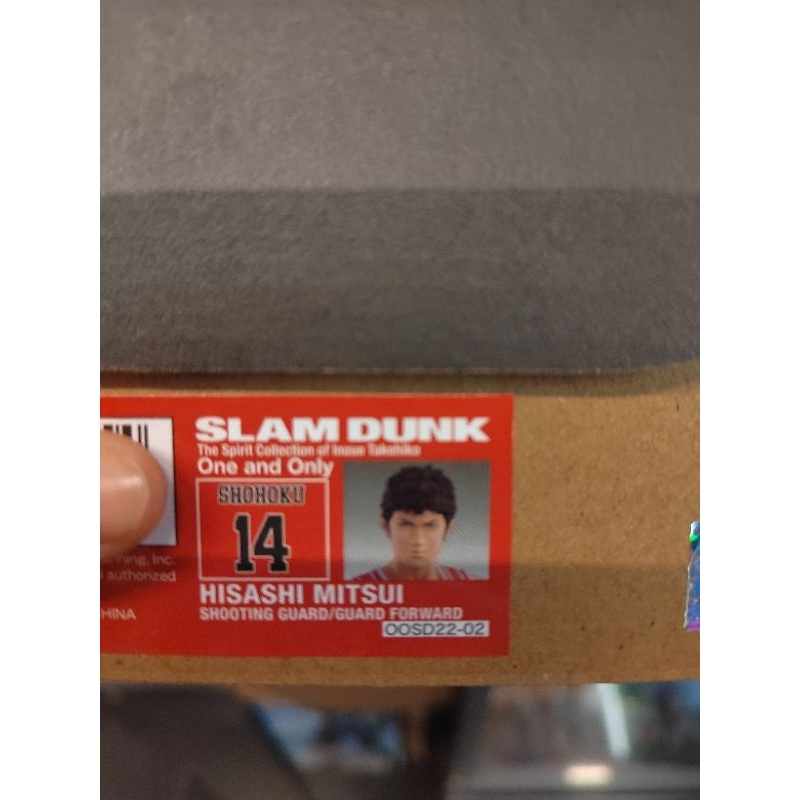 SLAM DUNK
The Spirit Collection of Inoue Takehiko
One and Only
SHOHOKU
14
HISASHI MITSUI
SHOOTING GUARD/GUARD FORWARD
OOSD22-02
Inc.
authorized